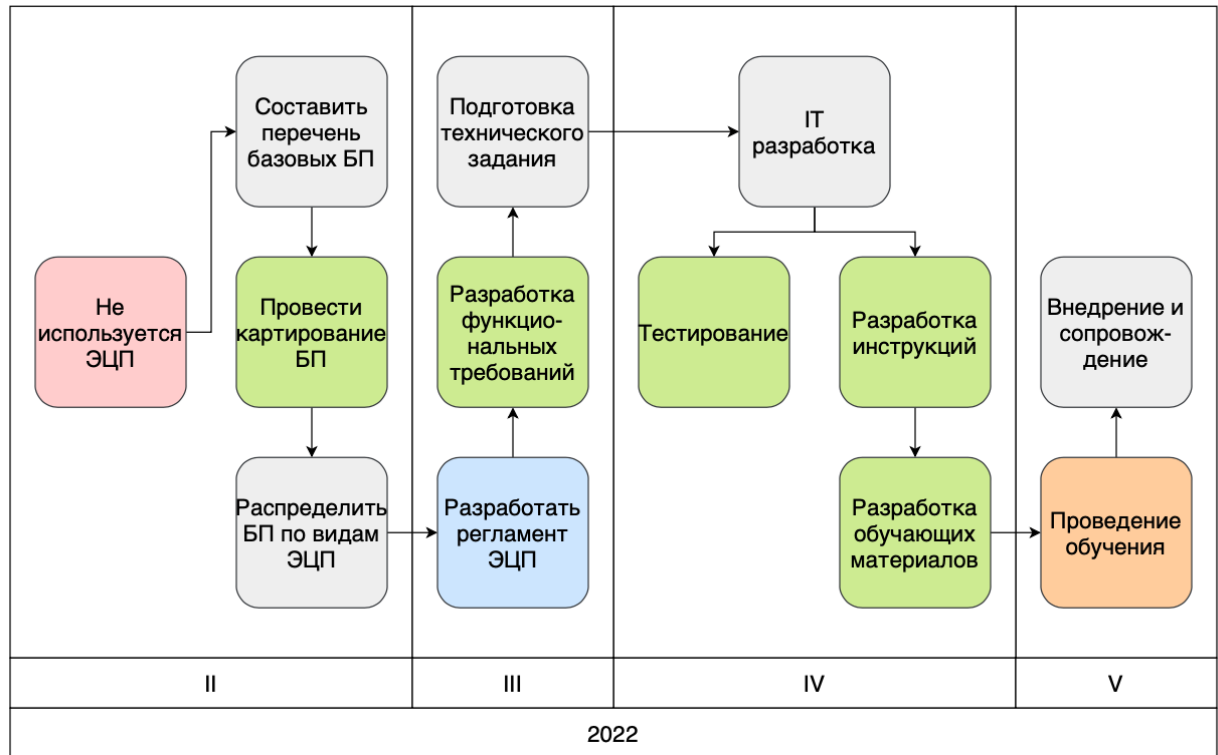 Не
используется
ЭЦП
Составить
перечень
базовых БП
Провести
картирование
БП
Распределить
БП по видам
ЭЦП
Разработать
регламент
ЭЦП
Разработка
функцио-
нальных
требований
Подготовка
технического
задания
IT
разработка
Тестирование
Разработка
инструкций
Разработка
обучающих
материалов
Проведение
обучения
Внедрение и
сопровож-
дение
II
III
IV
V
2022